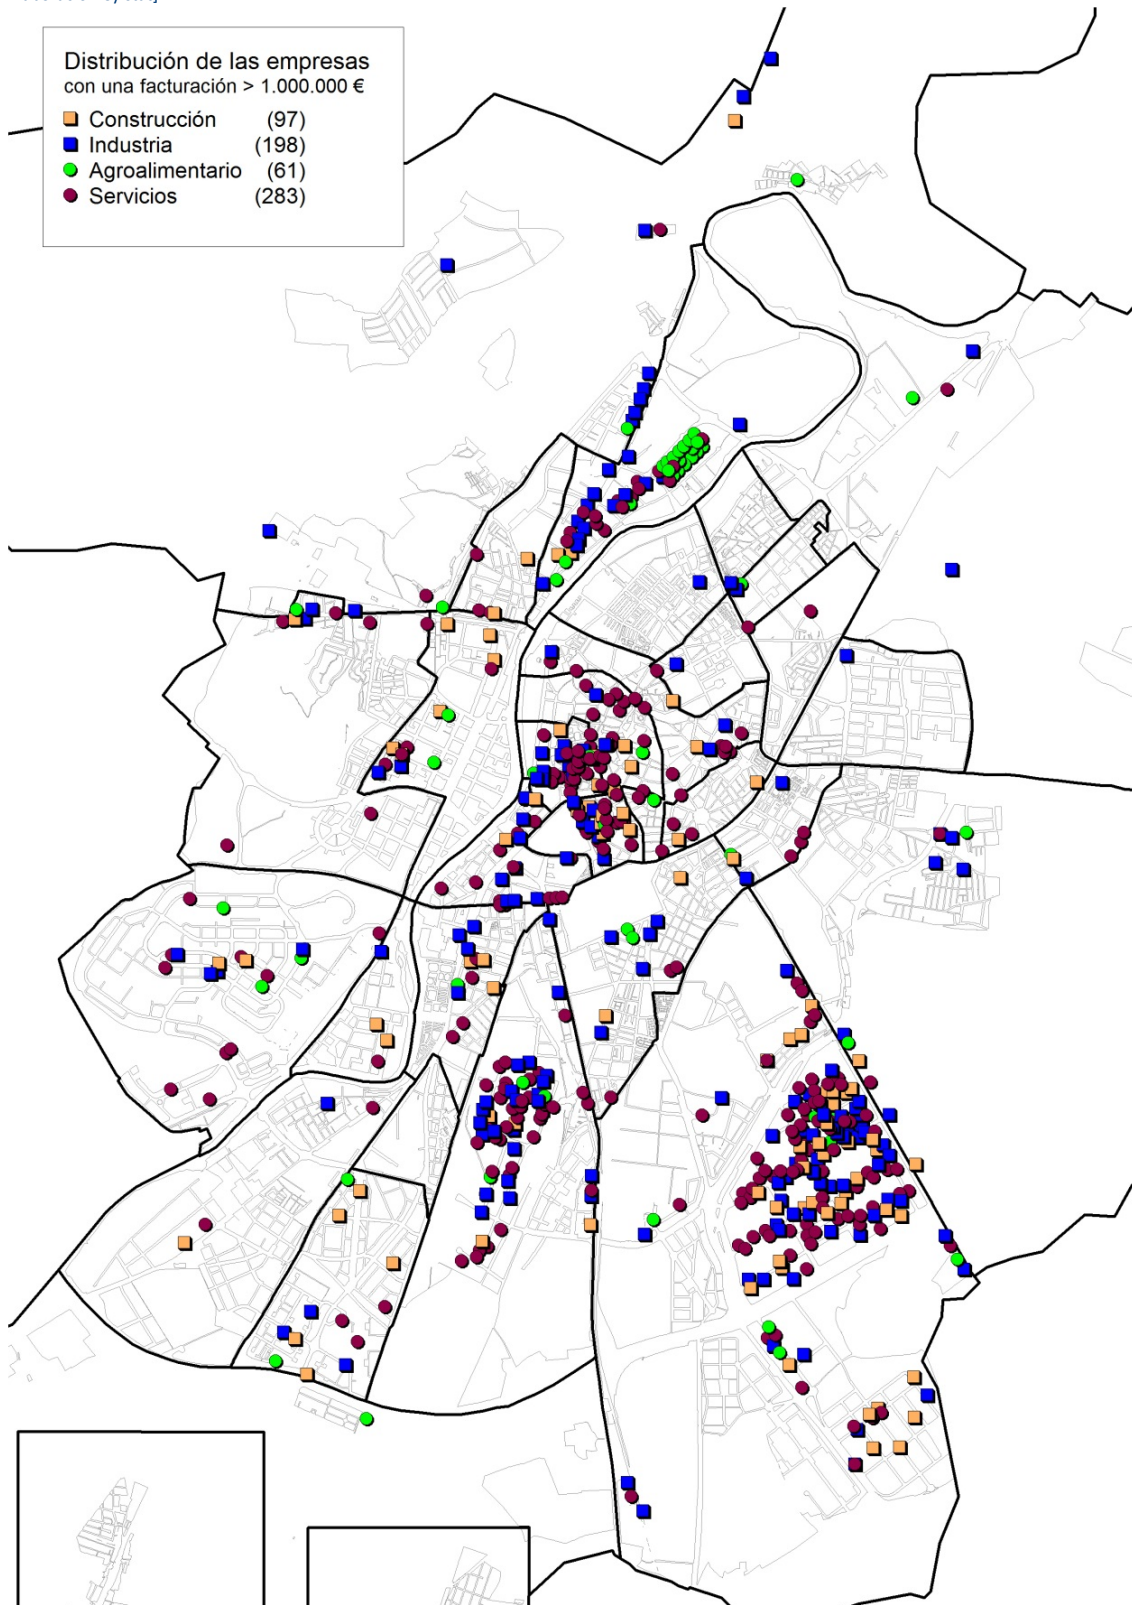 Distribución de las empresas
con una facturación > 1.000.000 €
Construcción (97)
Industria (198)
Agroalimentario (61)
Servicios (283)